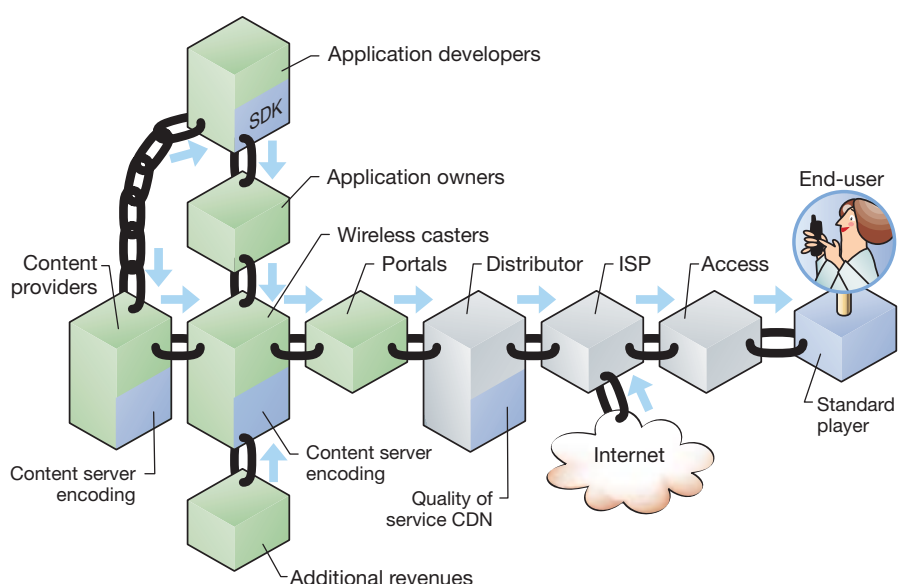 Application developers
SDK
Application owners
End-user
Wireless casters
Content
providers
Portals
Distributor
ISP
Access
Standard
player
Content server
encoding
Content server
encoding
Internet
Quality of
service CDN
Additional revenues